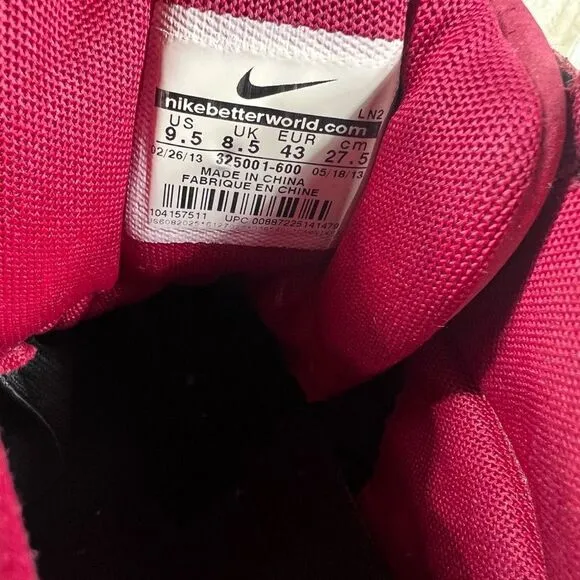 LN2
nikebetterworld.com
US UK EUR cm
9.5 8.5 43 27.5
02/26/13 325001-600 05/18/13
MADE IN CHINA
FABRIQUE EN CHINE
104157511 UPC